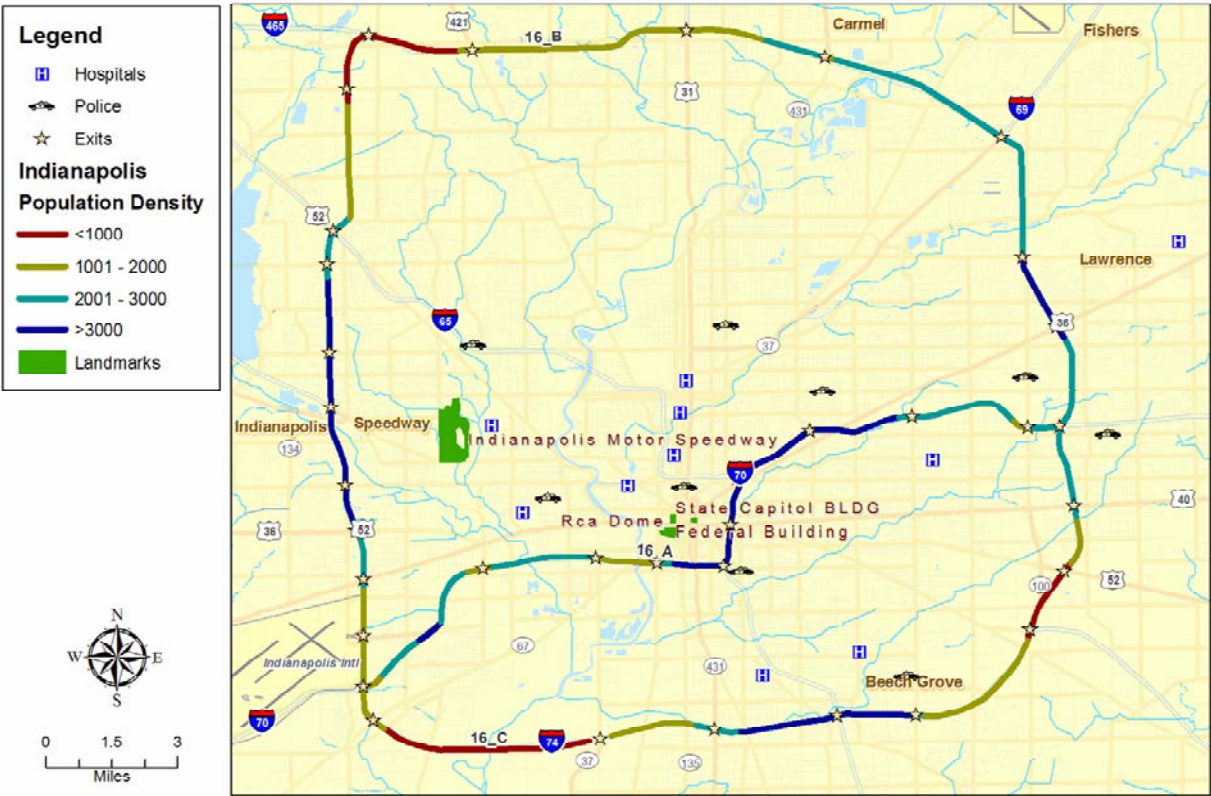 Legend
Hospitals
Police
Exits
Indianapolis
Population Density
<1000
1001 - 2000
2001 - 3000
>3000
Landmarks
465
421
16_B
Carmel
Fishers
31
431
69
52
Lawrence
65
36
37
Indianapolis
Speedway
Indianapolis Motor Speedway
134
70
40
State Capitol BLDG
Rca Dome
Federal Building
36
52
16_A
100
52
N
W
E
S
Indianapolis Intl
67
431
Beech Grove
70
16_C
74
37
135
0 1.5 3
Miles